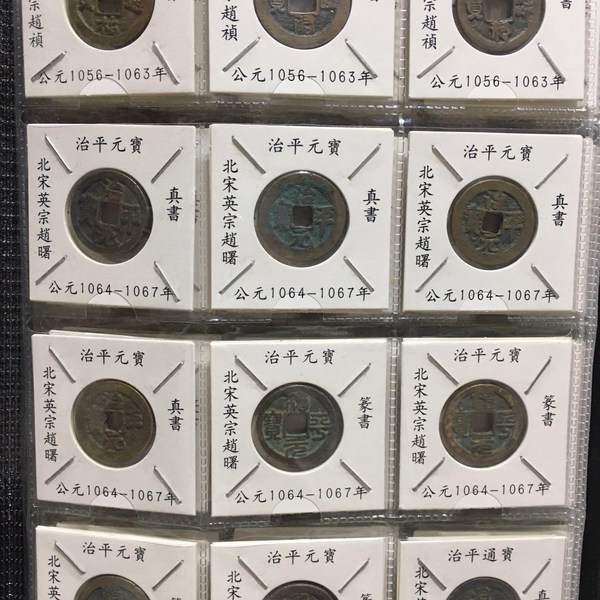 宗趙禎
公元1056-1063年
公元1056-1063年
宗趙禎
公元1056-1063年
治平元寶
北宋英宗趙曙
真書
公元1064-1067年
治平元寶
北宋英宗趙曙
真書
公元1064-1067年
治平元寶
北宋英宗趙曙
真書
公元1064-1067年
治平元寶
北宋英宗趙曙
真書
公元1064-1067年
治平元寶
北宋英宗趙曙
篆書
公元1064-1067年
治平元寶
北宋英宗趙曙
篆書
公元1064-1067年
治平元寶
北宋
治平元寶
北宋
治平通寶
北宋